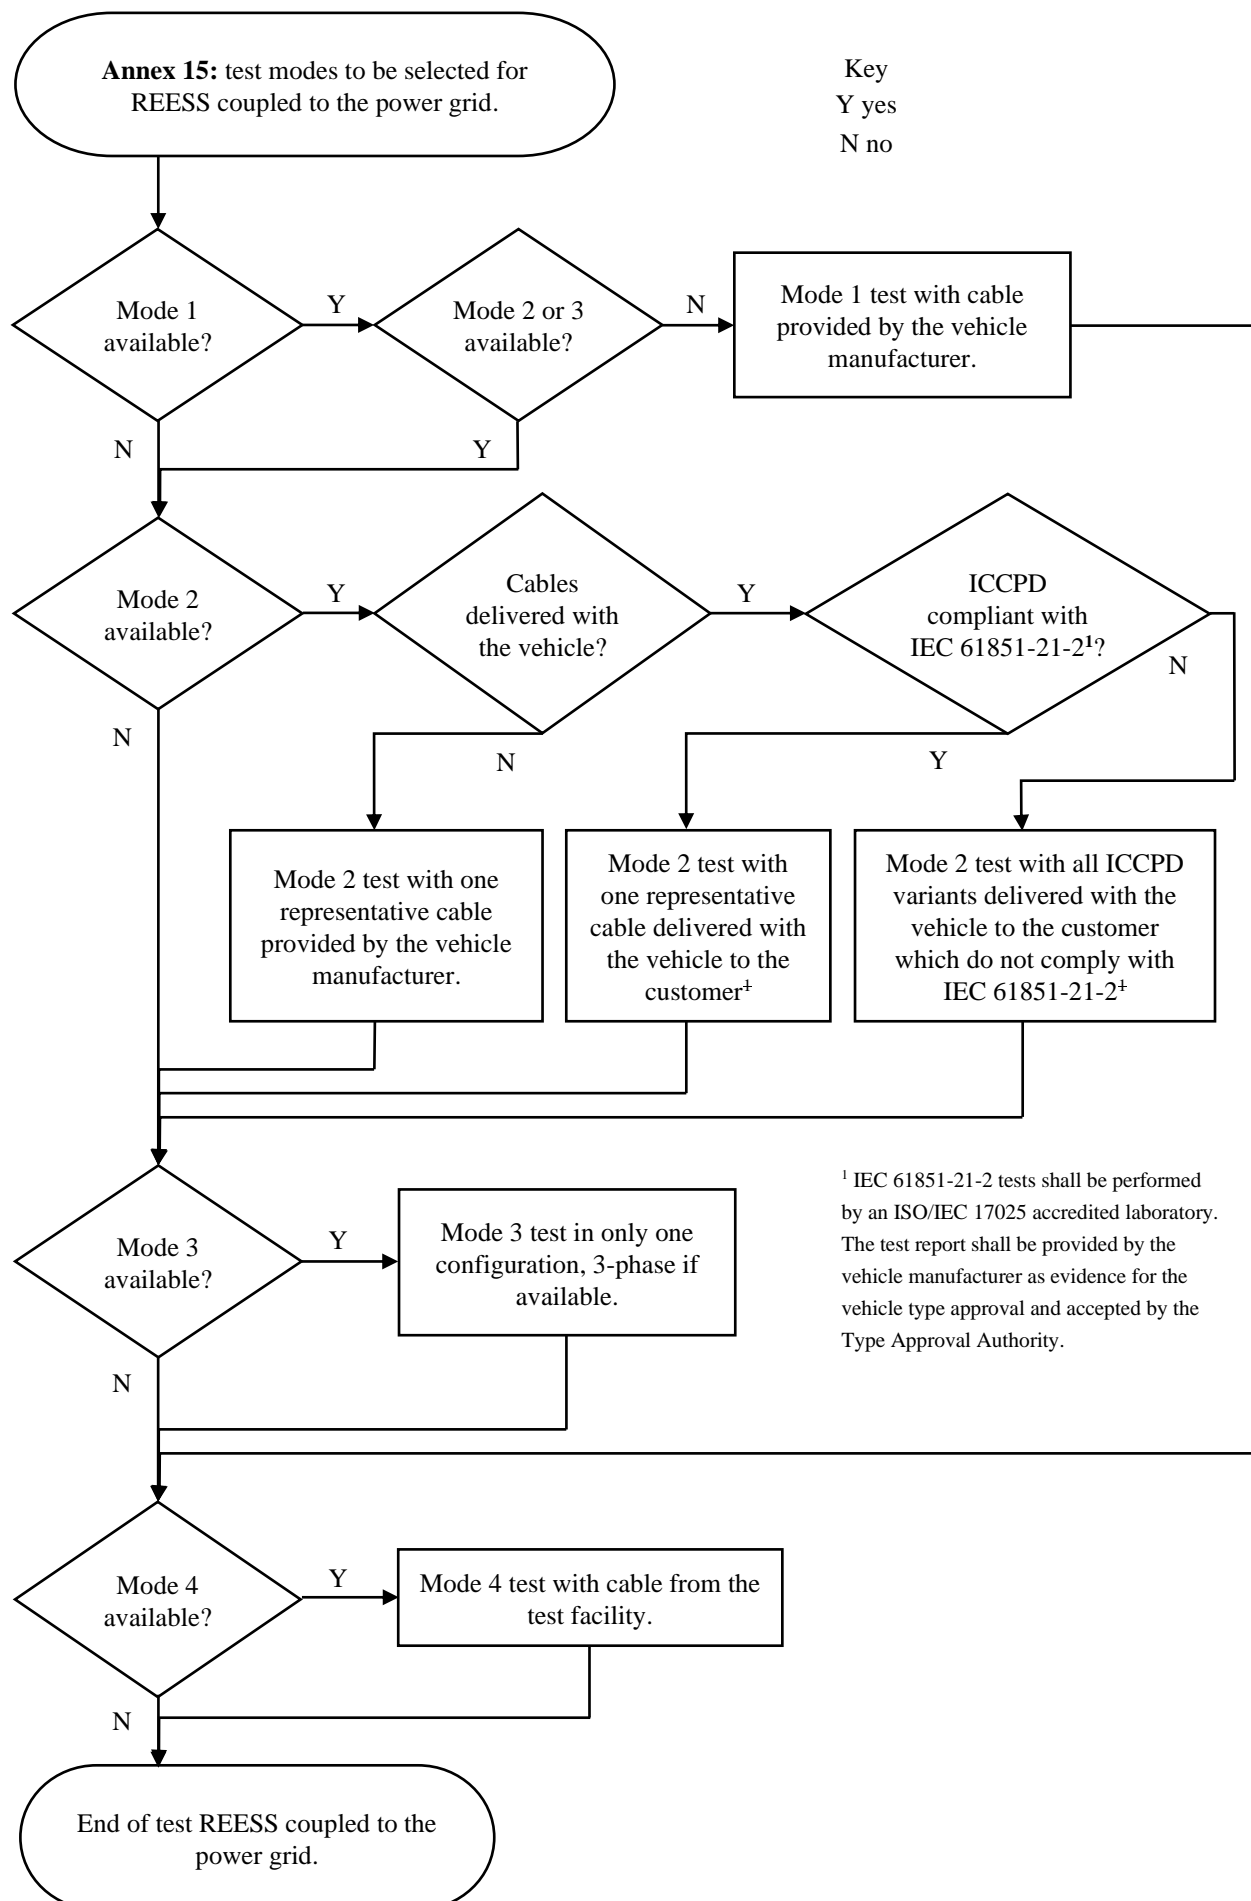 Annex 15: test modes to be selected for
REESS coupled to the power grid.
Key
Y yes
N no
Mode 1
available?
Y
Mode 2 or 3
available?
N
Mode 1 test with cable
provided by the vehicle
manufacturer.
N
Y
Mode 2
available?
Y
Cables
delivered with
the vehicle?
Y
ICCPD
compliant with
IEC 61851-21-2¹?
N
N
N
Y
Mode 2 test with one
representative cable
provided by the vehicle
manufacturer.
Mode 2 test with
one representative
cable delivered with
the vehicle to the
customer¹
Mode 2 test with all ICCPD
variants delivered with the
vehicle to the customer
which do not comply with
IEC 61851-21-2¹
Mode 3
available?
Y
Mode 3 test in only one
configuration, 3-phase if
available.
N
¹ IEC 61851-21-2 tests shall be performed
by an ISO/IEC 17025 accredited laboratory.
The test report shall be provided by the
vehicle manufacturer as evidence for the
vehicle type approval and accepted by the
Type Approval Authority.
Mode 4
available?
Y
Mode 4 test with cable from the
test facility.
N
End of test REESS coupled to the
power grid.